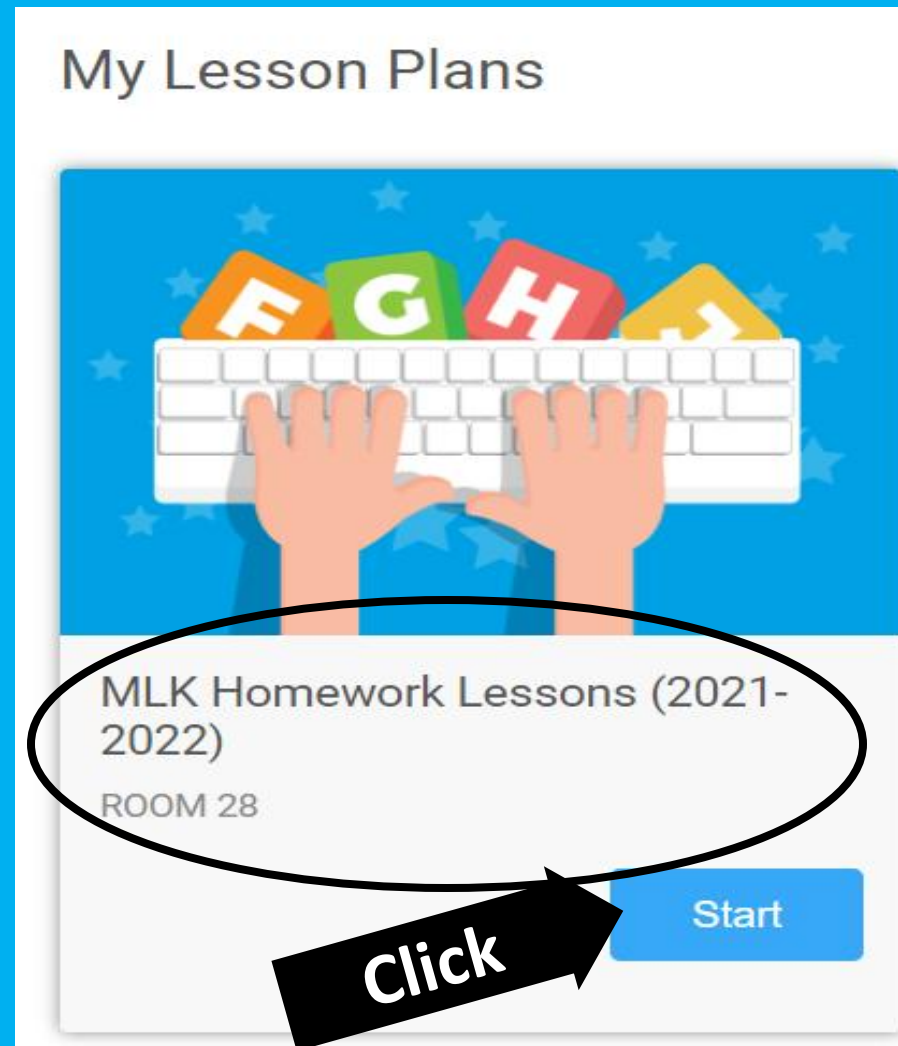 My Lesson Plans
F G H J
MLK Homework Lessons (2021-
2022)
ROOM 28
Start
Click